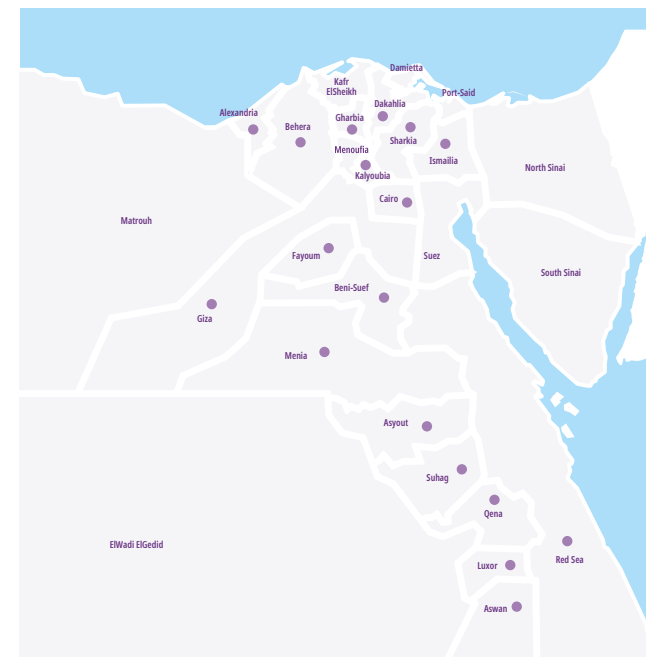 Damietta
Kafr
ElSheikh
Port-Said
Dakahlia
Alexandria
Gharbia
Behera
Sharkia
Menoufia
Ismailia
North Sinai
Kalyoubia
Cairo
Matrouh
Fayoum
Suez
South Sinai
Beni-Suef
Giza
Menia
Asyout
Suhag
Qena
ElWadi ElGedid
Red Sea
Luxor
Aswan